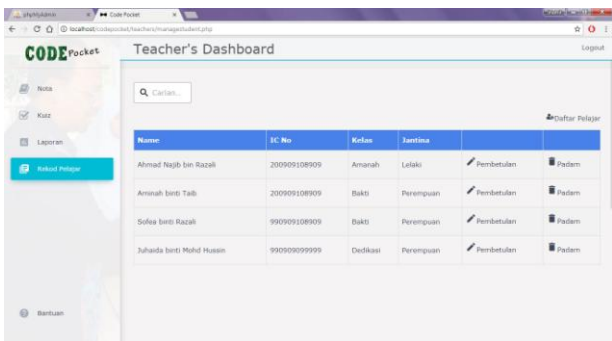 phpMyAdmin
Code Pocket
localhost/codepocket/teachers/managestudent.php
CODEPocket
Teacher's Dashboard
Logout
Nota
Kuiz
Laporan
Rekod Pelajar
Bantuan
Carian...
Daftar Pelajar
Name IC No Kelas Jantina
Ahmad Najib bin Razali 200909108909 Amanah Lelaki Pembetulan Padam
Aminah binti Taib 200909108909 Bakti Perempuan Pembetulan Padam
Sofea binti Razali 990909108909 Bakti Perempuan Pembetulan Padam
Juhaida binti Mohd Hussin 990909099999 Dedikasi Perempuan Pembetulan Padam